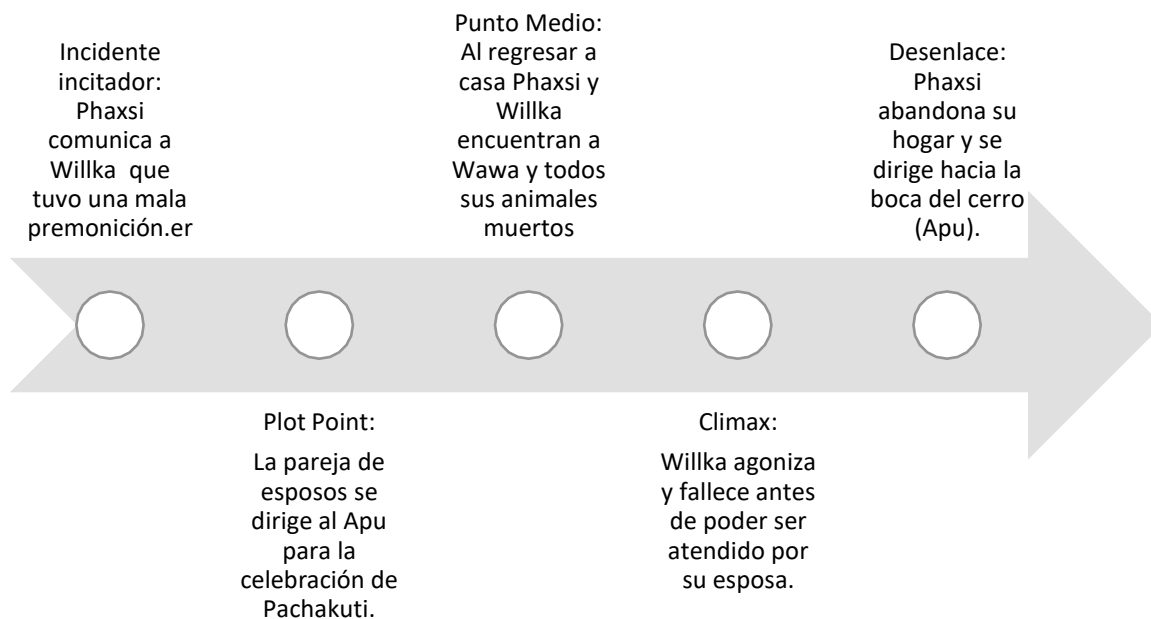 Incidente
incitador:
Phaxsi
comunica a
Willka que
tuvo una mala
premonición.er
Plot Point:
La pareja de
esposos se
dirige al Apu
para la
celebración de
Pachakuti.
Punto Medio:
Al regresar a
casa Phaxsi y
Willka
encuentran a
Wawa y todos
sus animales
muertos
Climax:
Willka agoniza
y fallece antes
de poder ser
atendido por
su esposa.
Desenlace:
Phaxsi
abandona su
hogar y se
dirige hacia la
boca del cerro
(Apu).